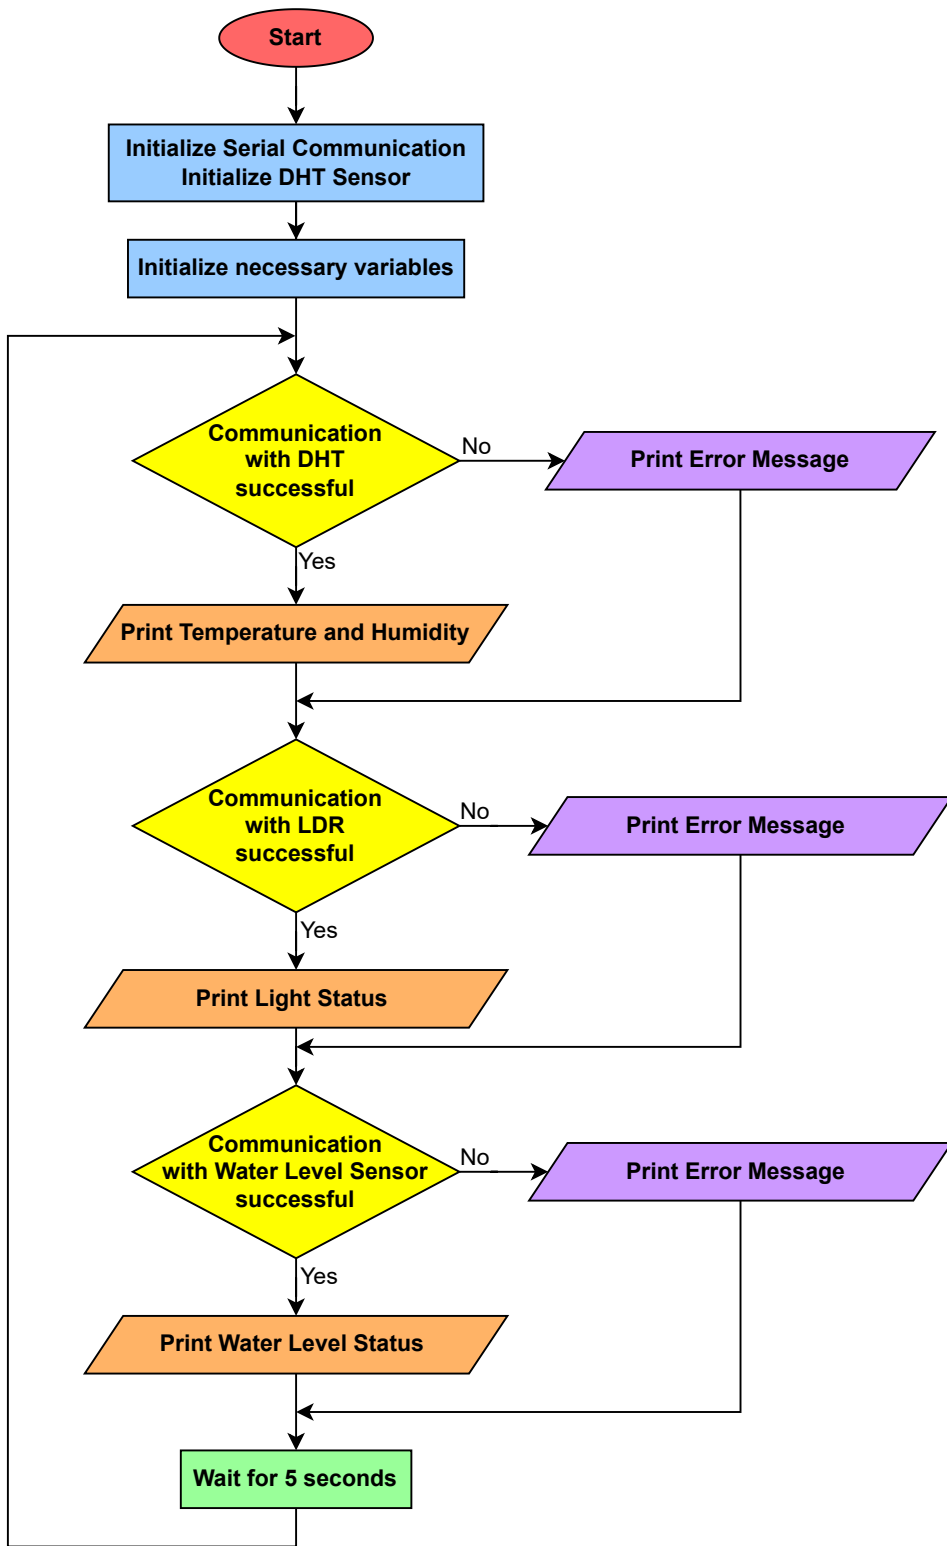 Start
Initialize Serial Communication
Initialize DHT Sensor
Initialize necessary variables
Communication
with DHT
successful
No
Print Error Message
Yes
Print Temperature and Humidity
Communication
with LDR
successful
No
Print Error Message
Yes
Print Light Status
Communication
with Water Level Sensor
successful
No
Print Error Message
Yes
Print Water Level Status
Wait for 5 seconds